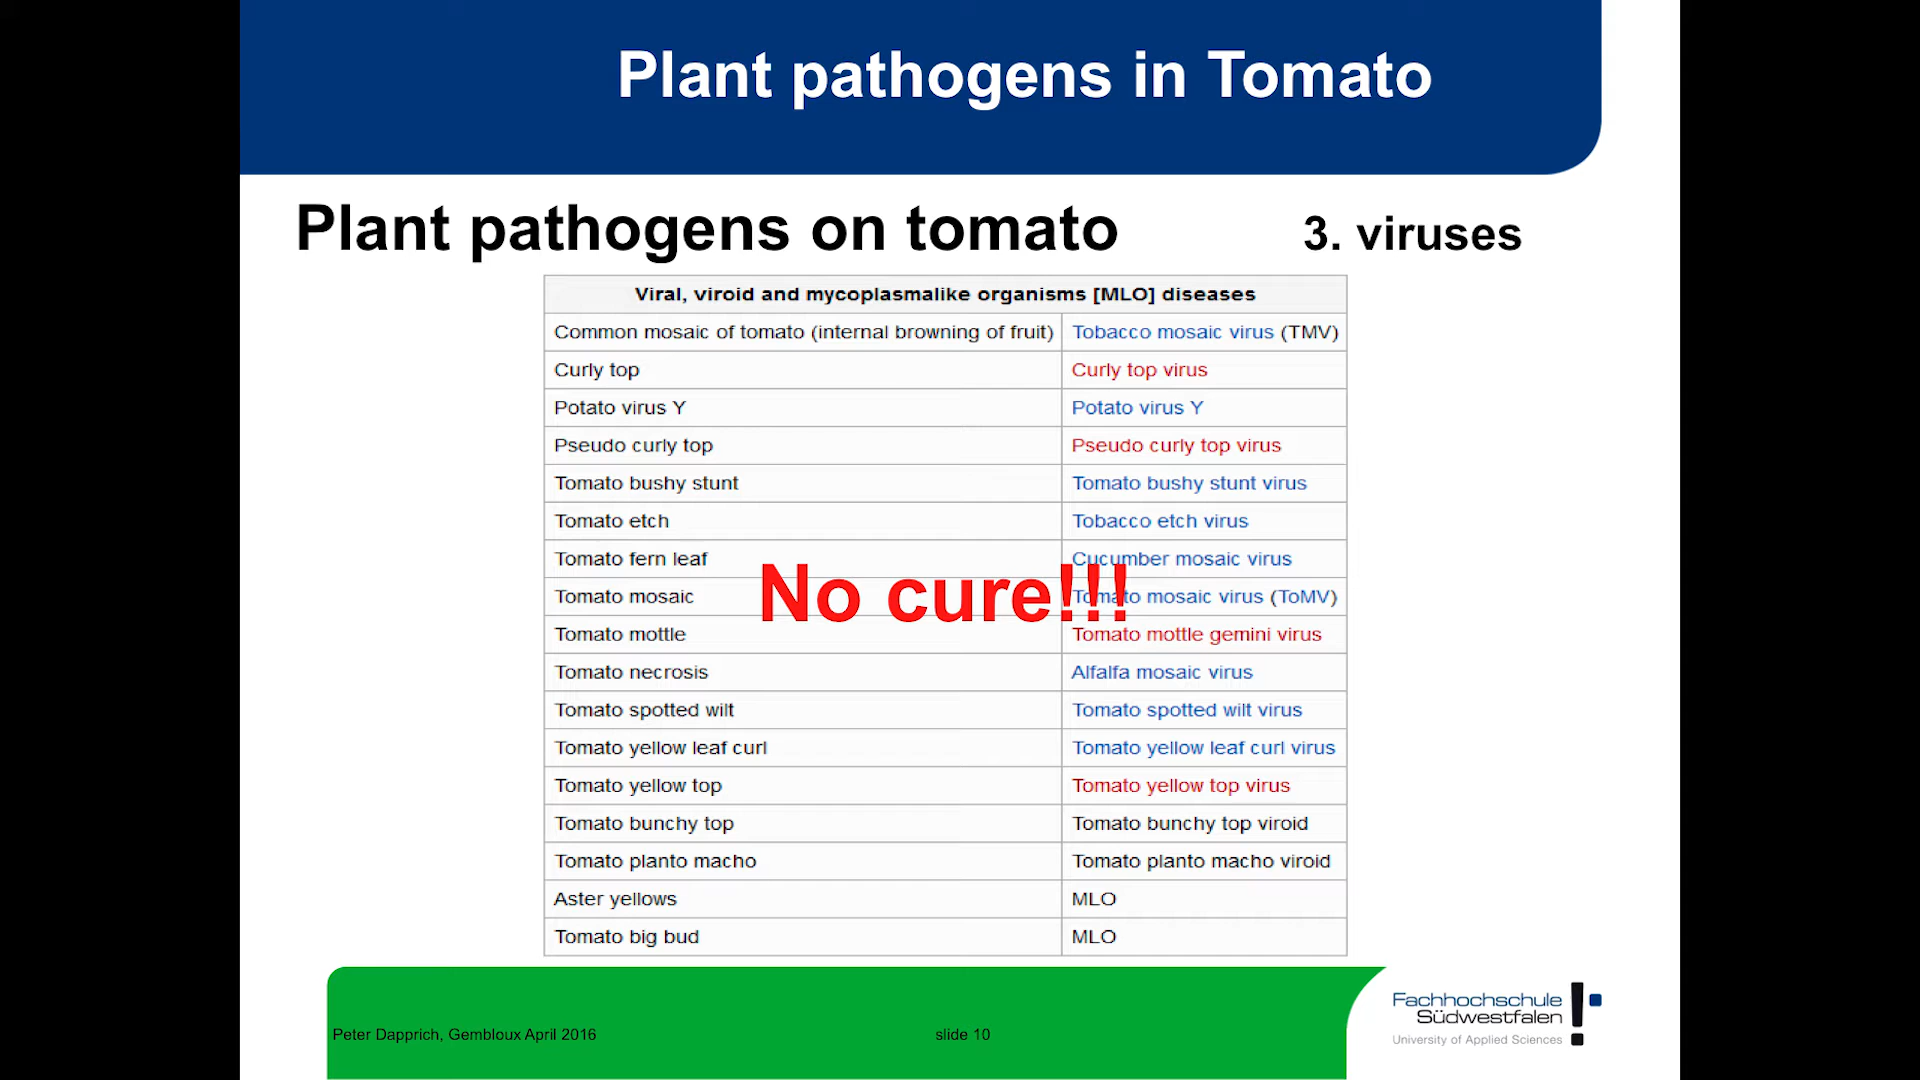 Plant pathogens in Tomato
Plant pathogens on tomato 3. viruses
Viral, viroid and mycoplasmalike organisms [MLO] diseases
Common mosaic of tomato (internal browning of fruit) Tobacco mosaic virus (TMV)
Curly top Curly top virus
Potato virus Y Potato virus Y
Pseudo curly top Pseudo curly top virus
Tomato bushy stunt Tomato bushy stunt virus
Tomato etch Tobacco etch virus
Tomato fern leaf Cucumber mosaic virus
Tomato mosaic Tomato mosaic virus (ToMV)
No cure!!!
Tomato mottle Tomato mottle gemini virus
Tomato necrosis Alfalfa mosaic virus
Tomato spotted wilt Tomato spotted wilt virus
Tomato yellow leaf curl Tomato yellow leaf curl virus
Tomato yellow top Tomato yellow top virus
Tomato bunchy top Tomato bunchy top viroid
Tomato planto macho Tomato planto macho viroid
Aster yellows MLO
Tomato big bud MLO
Peter Dapprich, Gembloux April 2016 slide 10
Fachhochschule
Südwestfalen
University of Applied Sciences